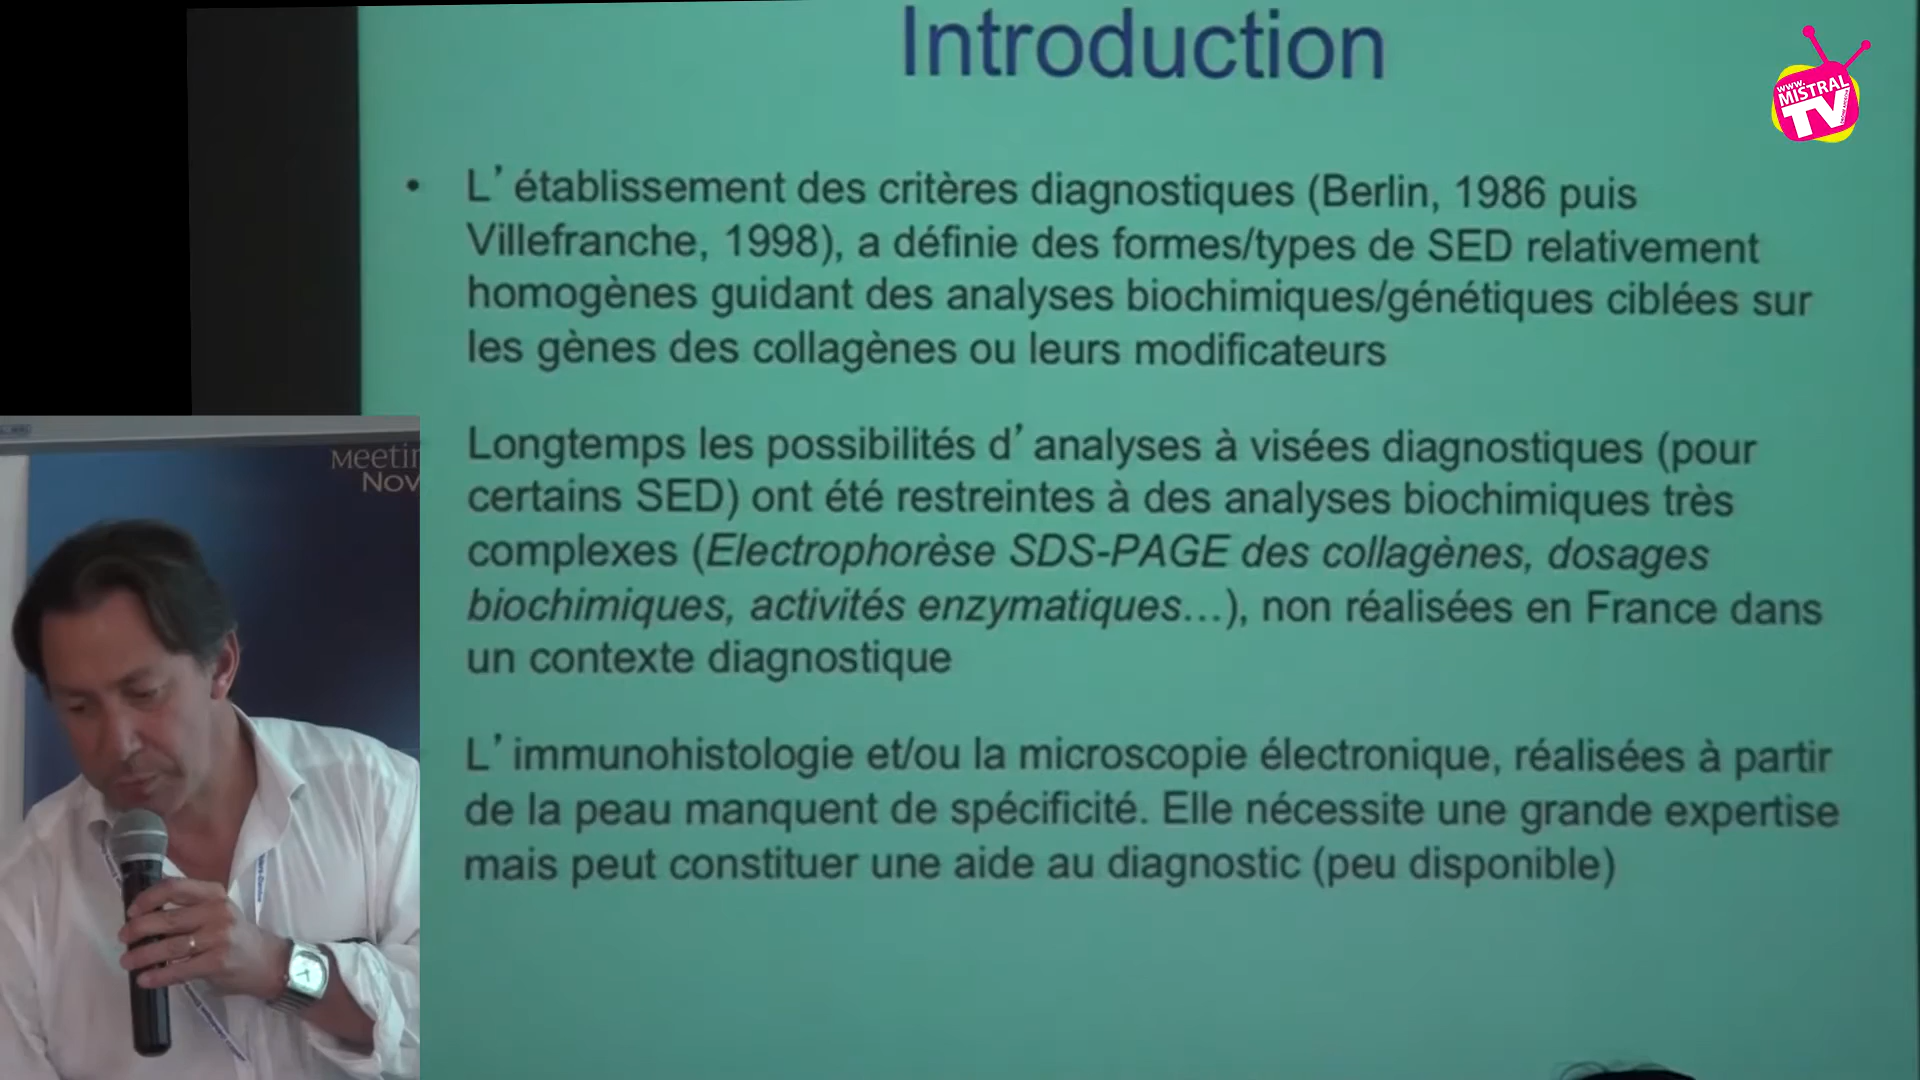 Introduction
www.
MISTRAL
TV
• L’établissement des critères diagnostiques (Berlin, 1986 puis
Villefranche, 1998), a définie des formes/types de SED relativement
homogènes guidant des analyses biochimiques/génétiques ciblées sur
les gènes des collagènes ou leurs modificateurs
Longtemps les possibilités d’analyses à visées diagnostiques (pour
certains SED) ont été restreintes à des analyses biochimiques très
complexes (Electrophorèse SDS-PAGE des collagènes, dosages
biochimiques, activités enzymatiques…), non réalisées en France dans
un contexte diagnostique
L’immunohistologie et/ou la microscopie électronique, réalisées à partir
de la peau manquent de spécificité. Elle nécessite une grande expertise
mais peut constituer une aide au diagnostic (peu disponible)
Meetin
Nov